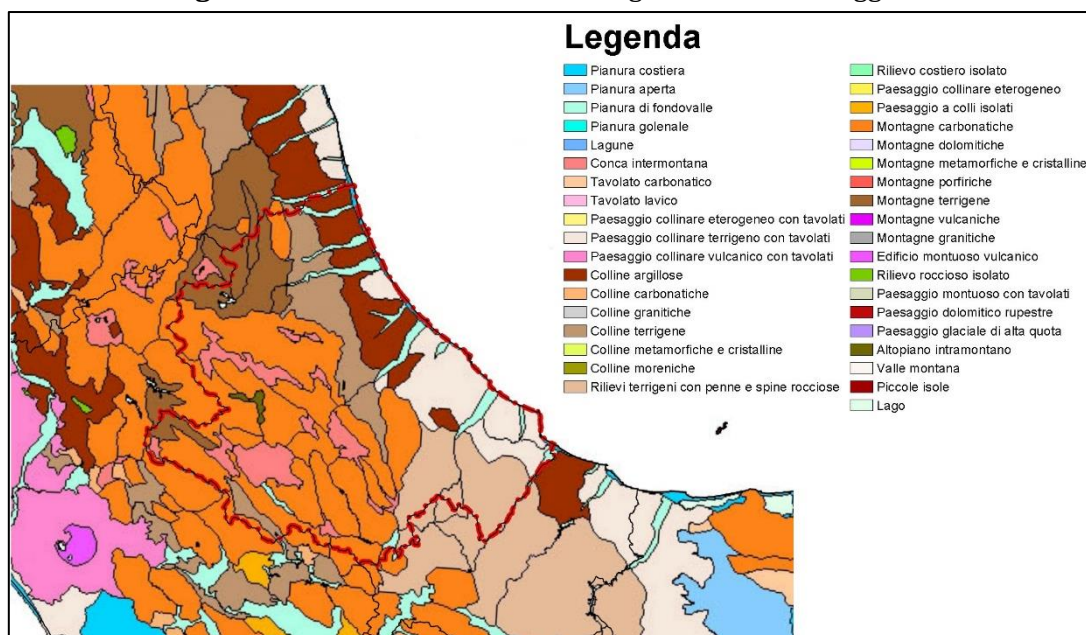 Legenda
Pianura costiera
Pianura aperta
Pianura di fondovalle
Pianura golenale
Lagune
Conca intermontana
Tavolato carbonatico
Tavolato lavico
Paesaggio collinare eterogeneo con tavolati
Paesaggio collinare terrigeno con tavolati
Paesaggio collinare vulcanico con tavolati
Colline argillose
Colline carbonatiche
Colline granitiche
Colline terrigene
Colline metamorfiche e cristalline
Colline moreniche
Rilievi terrigeni con penne e spine rocciose
Rilievo costiero isolato
Paesaggio collinare eterogeneo
Paesaggio a colli isolati
Montagne carbonatiche
Montagne dolomitiche
Montagne metamorfiche e cristalline
Montagne porfiriche
Montagne terrigene
Montagne vulcaniche
Montagne granitiche
Edificio montuoso vulcanico
Rilievo roccioso isolato
Paesaggio montuoso con tavolati
Paesaggio dolomitico rupestre
Paesaggio glaciale di alta quota
Altopiano intramontano
Valle montana
Piccole isole
Lago